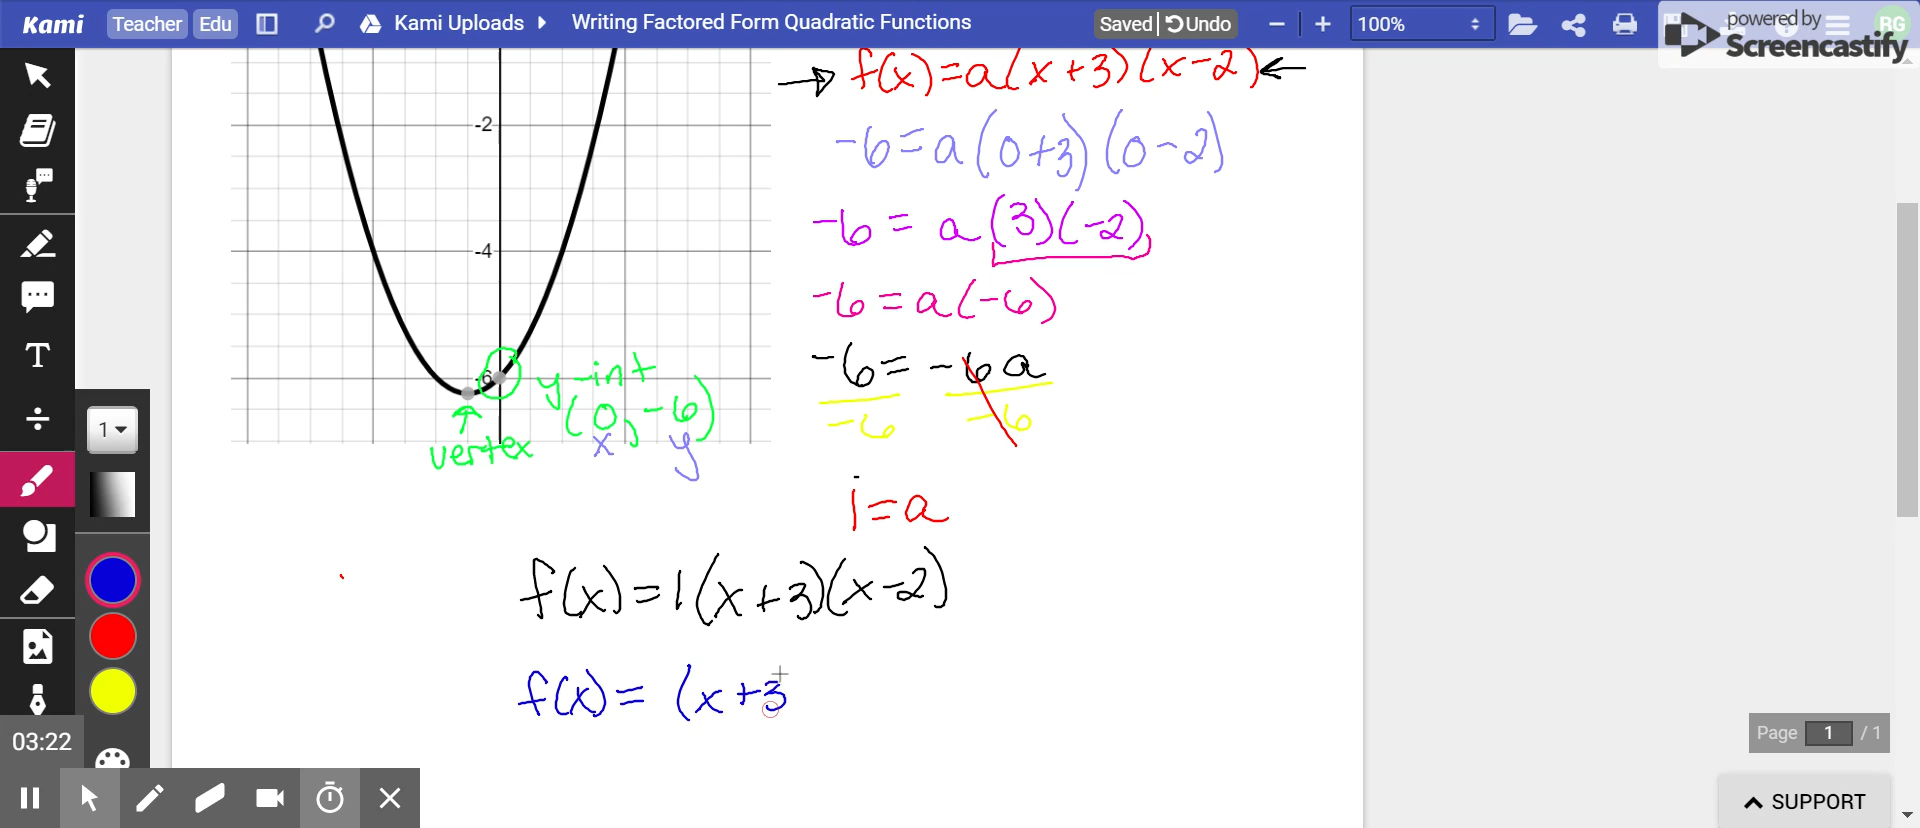 Kami Teacher Edu Kami Uploads Writing Factored Form Quadratic Functions Saved Undo 100% BG
powered by
Screencastify
f(x)=a(x+3)(x-2)
-2
-6=a(0+3)(0-2)
-6=a(3)(-2)
-4
-6=a(-6)
-6=-6a
-6 -6
-6
y-int
(0,-6)
x y
vertex
1=a
f(x)=1(x+3)(x-2)
f(x)=(x+3
T
1
03:22
Page 1 / 1
SUPPORT